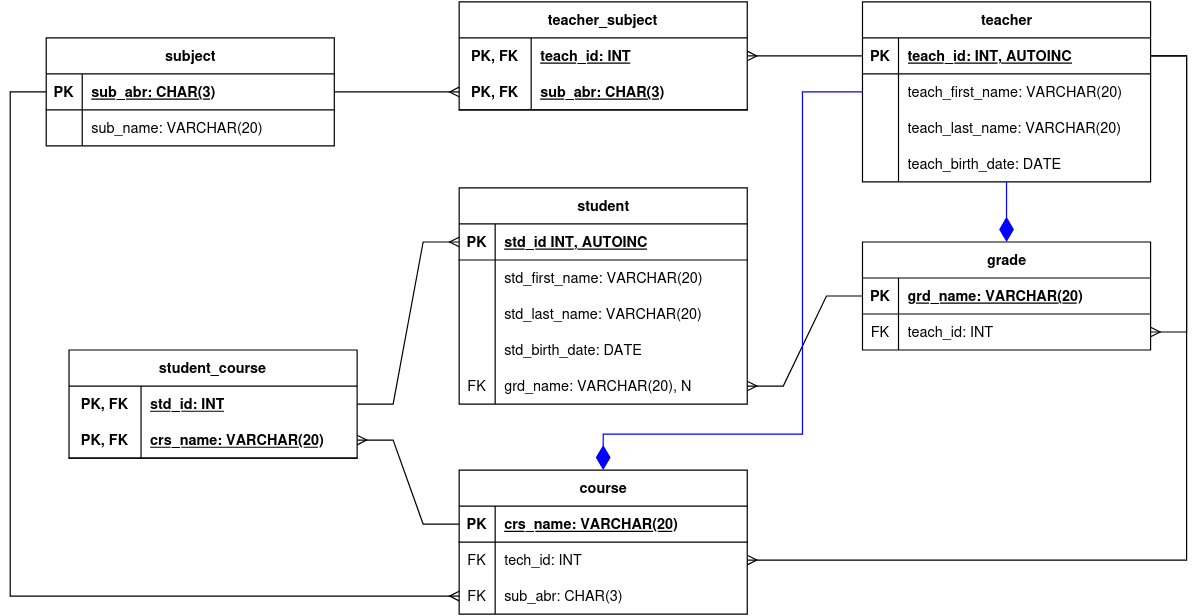 teacher_subject
PK, FK teach_id: INT
PK, FK sub_abr: CHAR(3)
teacher
PK teach_id: INT, AUTOINC
teach_first_name: VARCHAR(20)
teach_last_name: VARCHAR(20)
teach_birth_date: DATE
subject
PK sub_abr: CHAR(3)
sub_name: VARCHAR(20)
student
PK std_id INT, AUTOINC
std_first_name: VARCHAR(20)
std_last_name: VARCHAR(20)
std_birth_date: DATE
FK grd_name: VARCHAR(20), N
grade
PK grd_name: VARCHAR(20)
FK teach_id: INT
student_course
PK, FK std_id: INT
PK, FK crs_name: VARCHAR(20)
course
PK crs_name: VARCHAR(20)
FK tech_id: INT
FK sub_abr: CHAR(3)